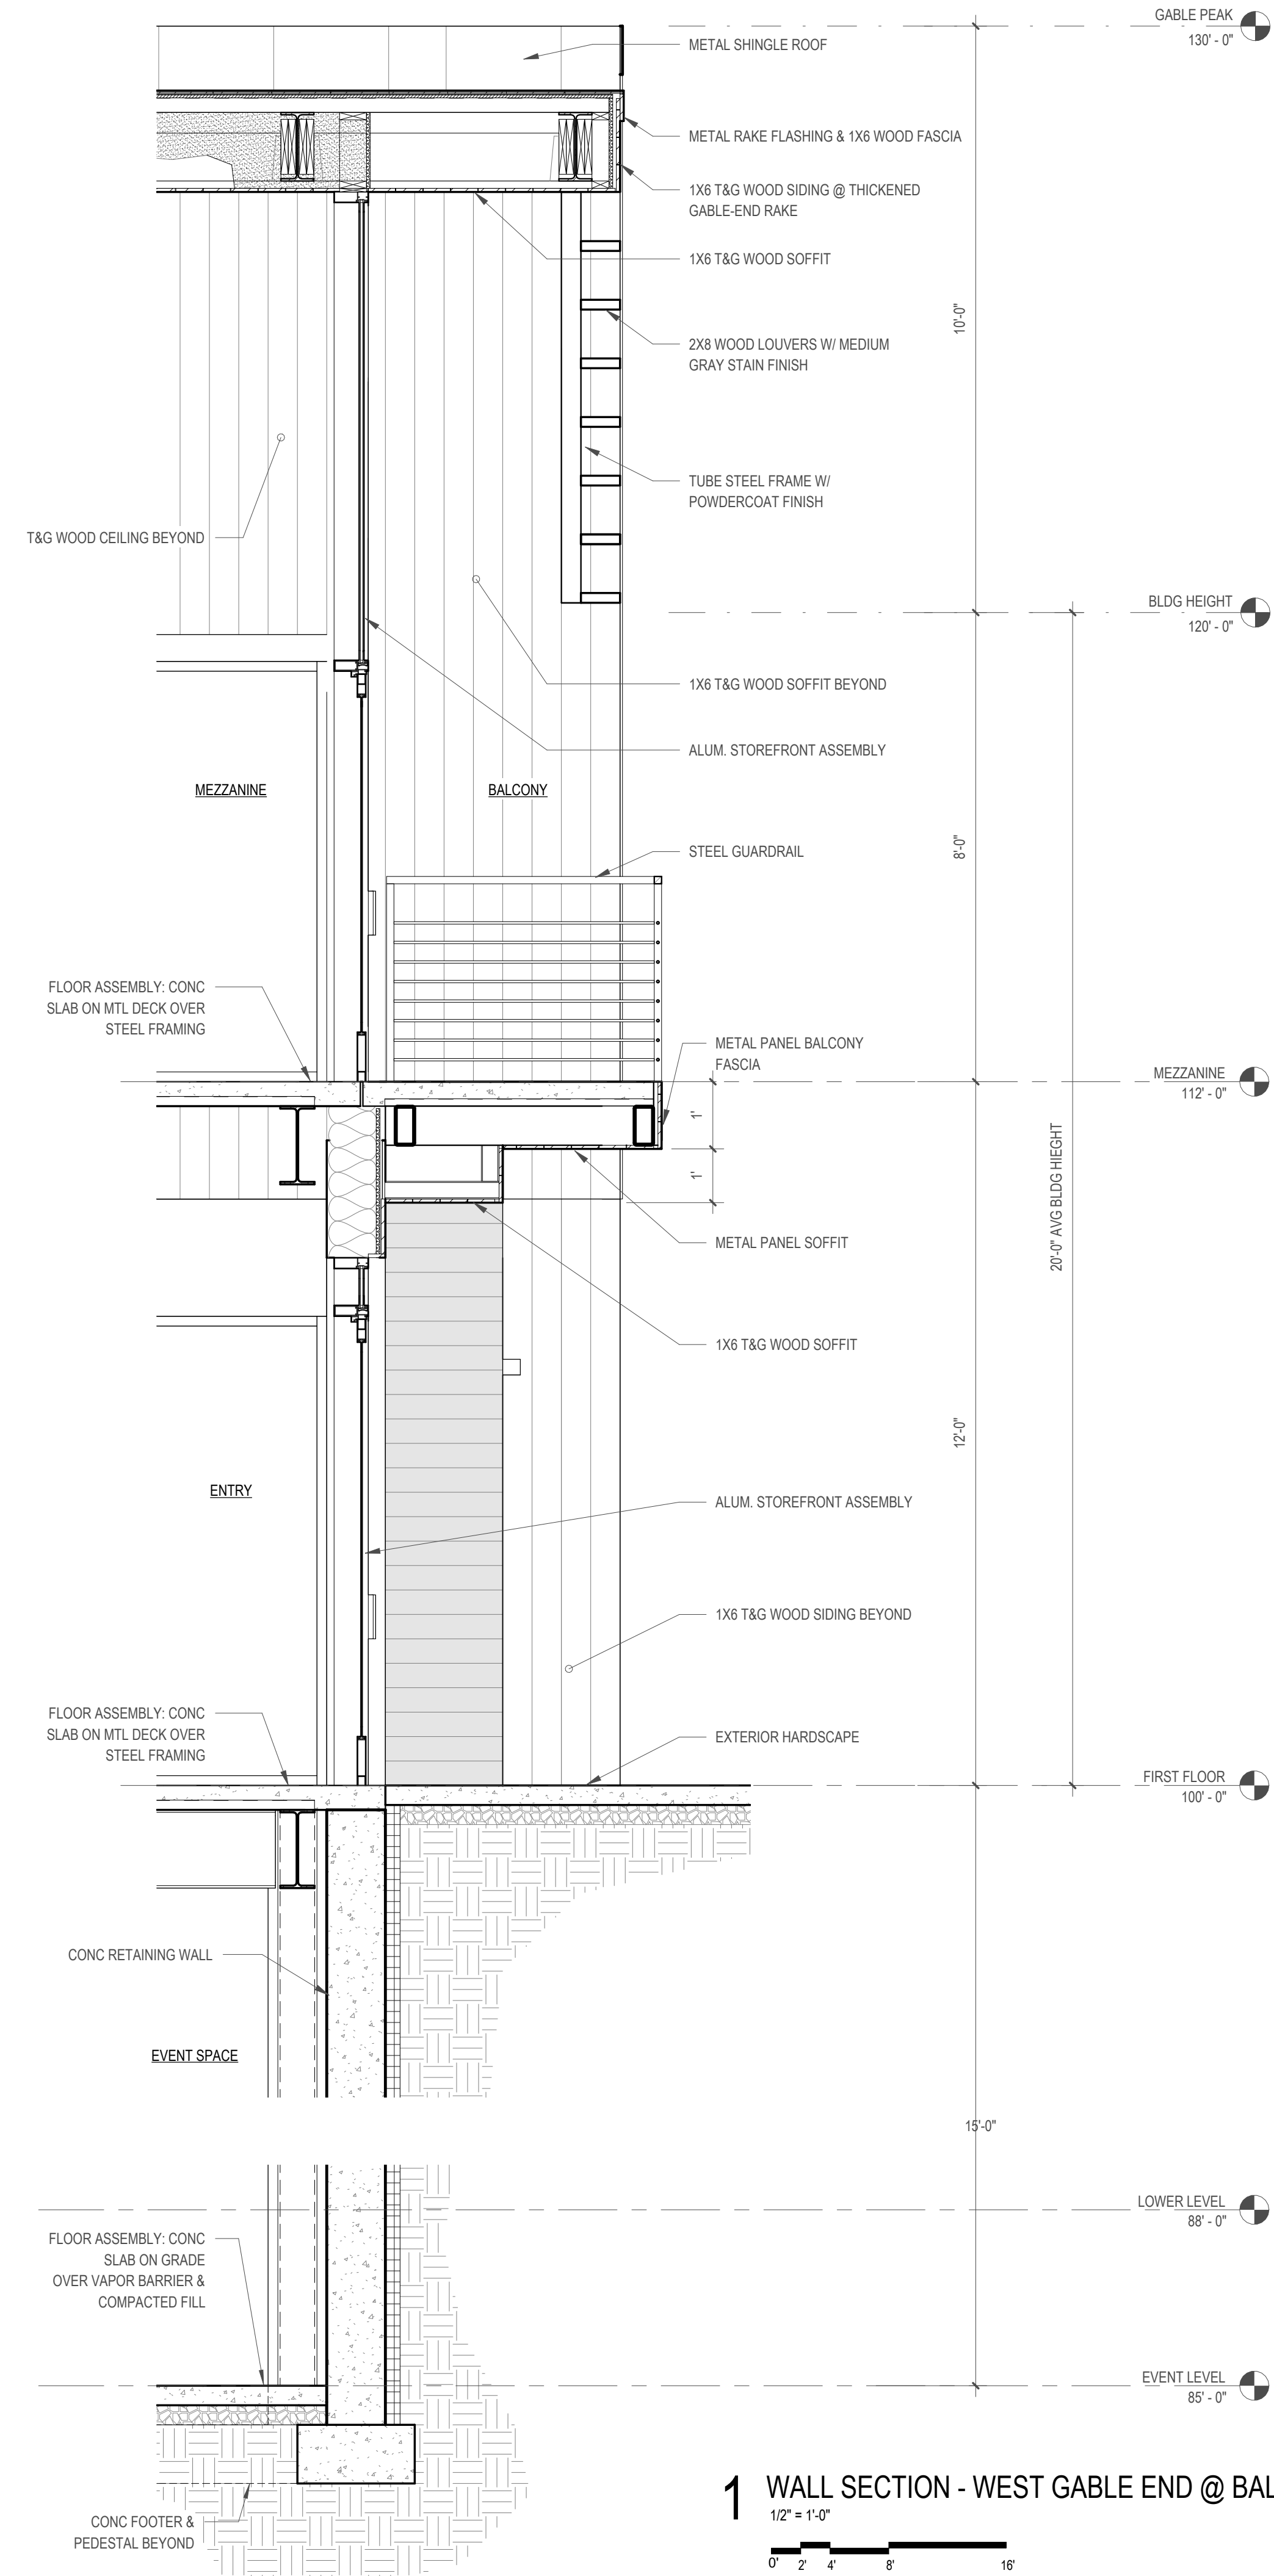 GABLE PEAK
130' - 0"
METAL SHINGLE ROOF
METAL RAKE FLASHING & 1X6 WOOD FASCIA
1X6 T&G WOOD SIDING @ THICKENED
GABLE-END RAKE
1X6 T&G WOOD SOFFIT
10'-0"
2X8 WOOD LOUVERS W/ MEDIUM
GRAY STAIN FINISH
TUBE STEEL FRAME W/
POWDERCOAT FINISH
T&G WOOD CEILING BEYOND
BLDG HEIGHT
120' - 0"
1X6 T&G WOOD SOFFIT BEYOND
ALUM. STOREFRONT ASSEMBLY
MEZZANINE
BALCONY
STEEL GUARDRAIL
8'-0"
FLOOR ASSEMBLY: CONC
SLAB ON MTL DECK OVER
STEEL FRAMING
METAL PANEL BALCONY
FASCIA
MEZZANINE
112' - 0"
1'
1'
20'-0" AVG BLDG HIEGHT
METAL PANEL SOFFIT
1X6 T&G WOOD SOFFIT
12'-0"
ENTRY
ALUM. STOREFRONT ASSEMBLY
1X6 T&G WOOD SIDING BEYOND
FLOOR ASSEMBLY: CONC
SLAB ON MTL DECK OVER
STEEL FRAMING
EXTERIOR HARDSCAPE
FIRST FLOOR
100' - 0"
CONC RETAINING WALL
EVENT SPACE
15'-0"
LOWER LEVEL
88' - 0"
FLOOR ASSEMBLY: CONC
SLAB ON GRADE
OVER VAPOR BARRIER &
COMPACTED FILL
EVENT LEVEL
85' - 0"
CONC FOOTER &
PEDESTAL BEYOND
1 WALL SECTION - WEST GABLE END @ BAL
1/2" = 1'-0"
0' 2' 4' 8' 16'